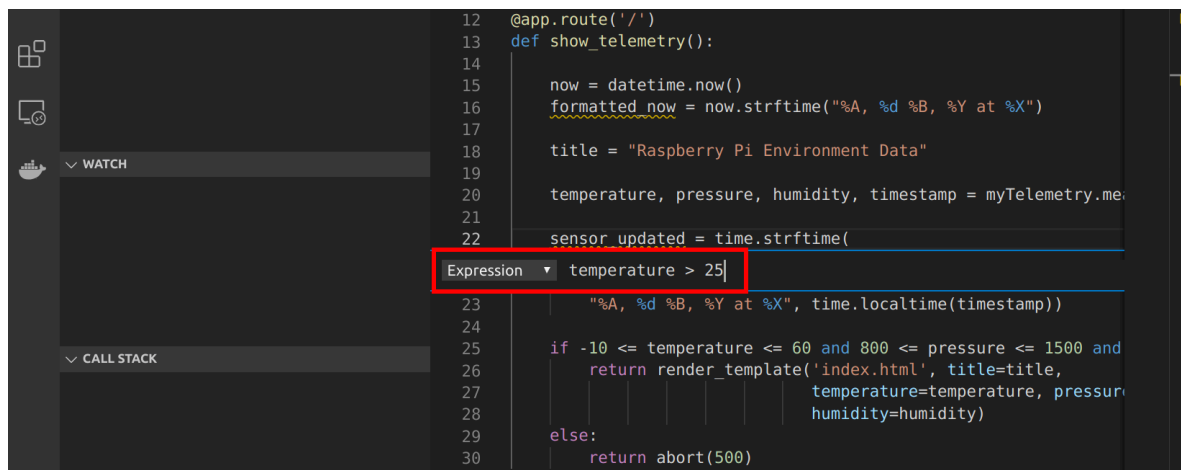 WATCH
CALL STACK
12 @app.route('/')
13 def show_telemetry():
14
15 now = datetime.now()
16 formatted_now = now.strftime("%A, %d %B, %Y at %X")
17
18 title = "Raspberry Pi Environment Data"
19
20 temperature, pressure, humidity, timestamp = myTelemetry.mea
21
22 sensor_updated = time.strftime(
Expression temperature > 25
23 "%A, %d %B, %Y at %X", time.localtime(timestamp))
24
25 if -10 <= temperature <= 60 and 800 <= pressure <= 1500 and
26 return render_template('index.html', title=title,
27 temperature=temperature, pressur
28 humidity=humidity)
29 else:
30 return abort(500)